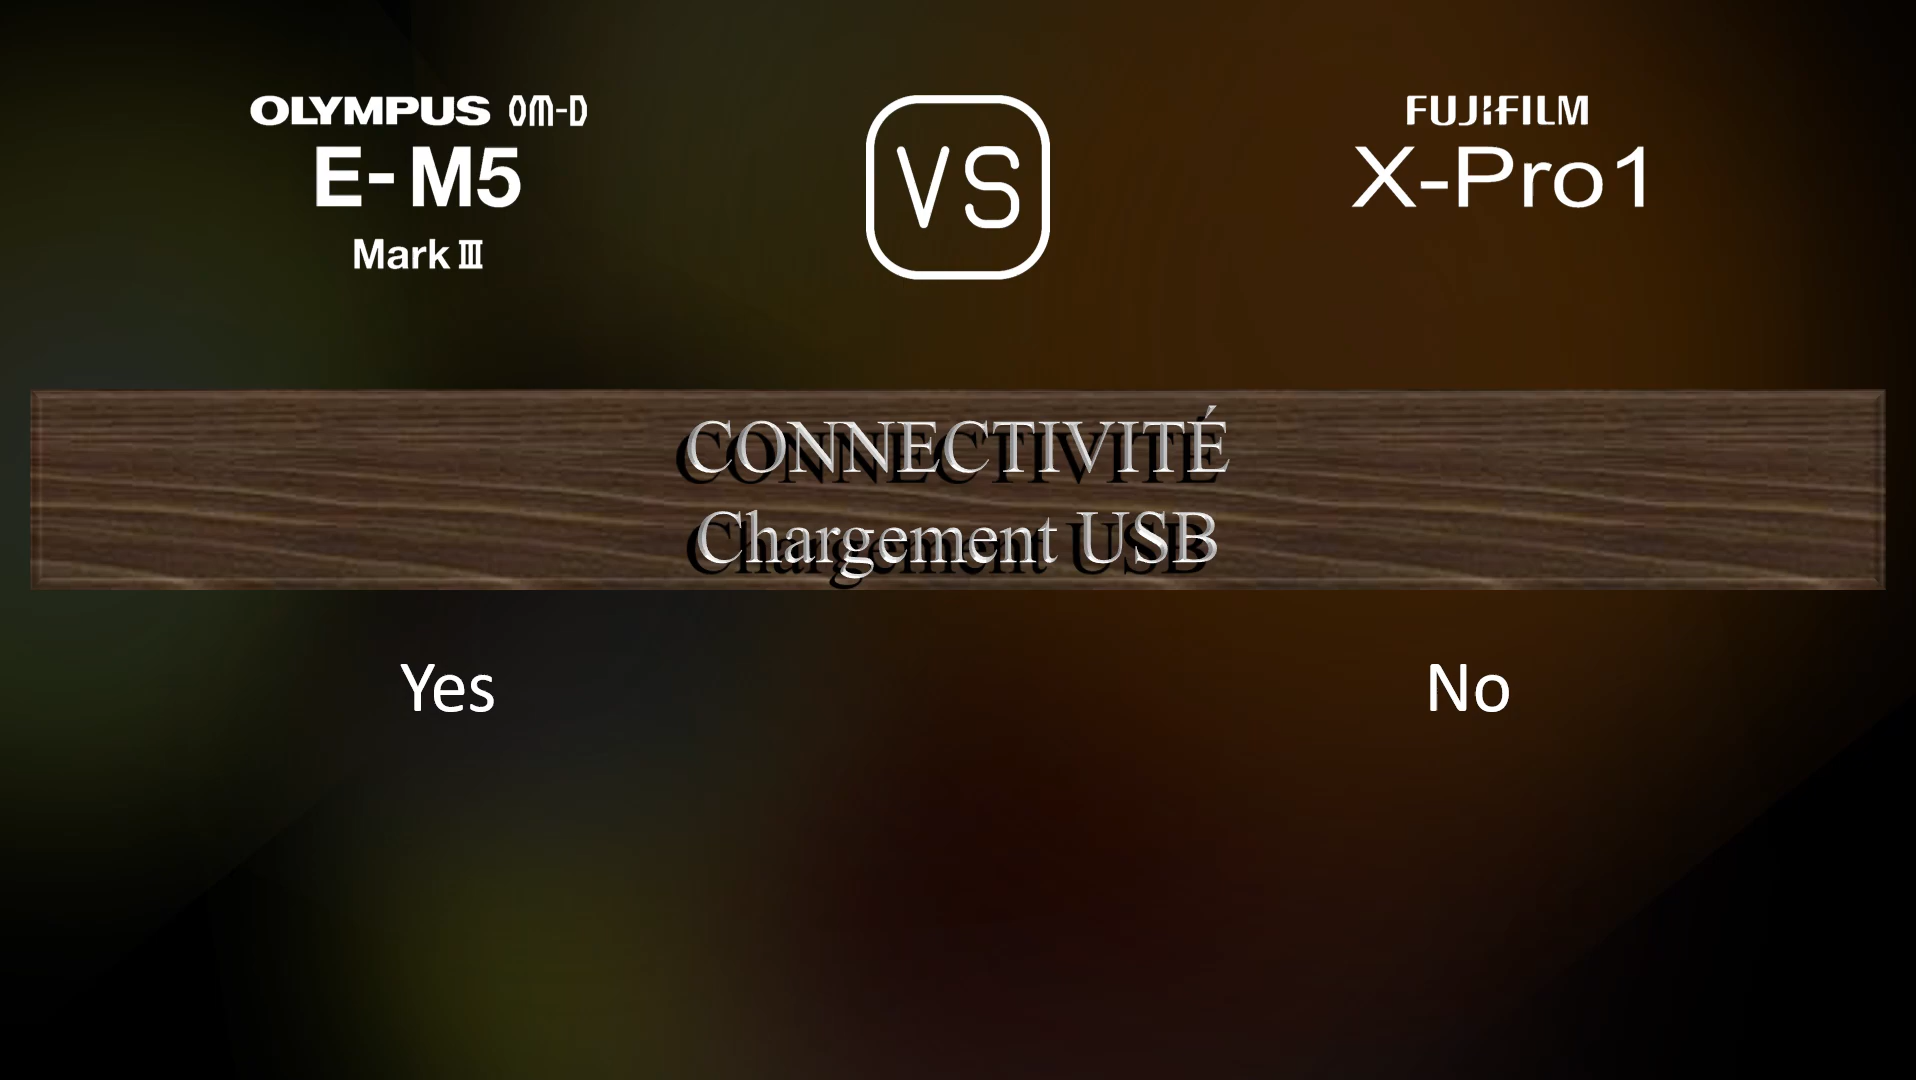 OLYMPUS OM-D
E-M5
Mark III
VS
FUJIFILM
X-Pro1
CONNECTIVITÉ
Chargement USB
Yes
No